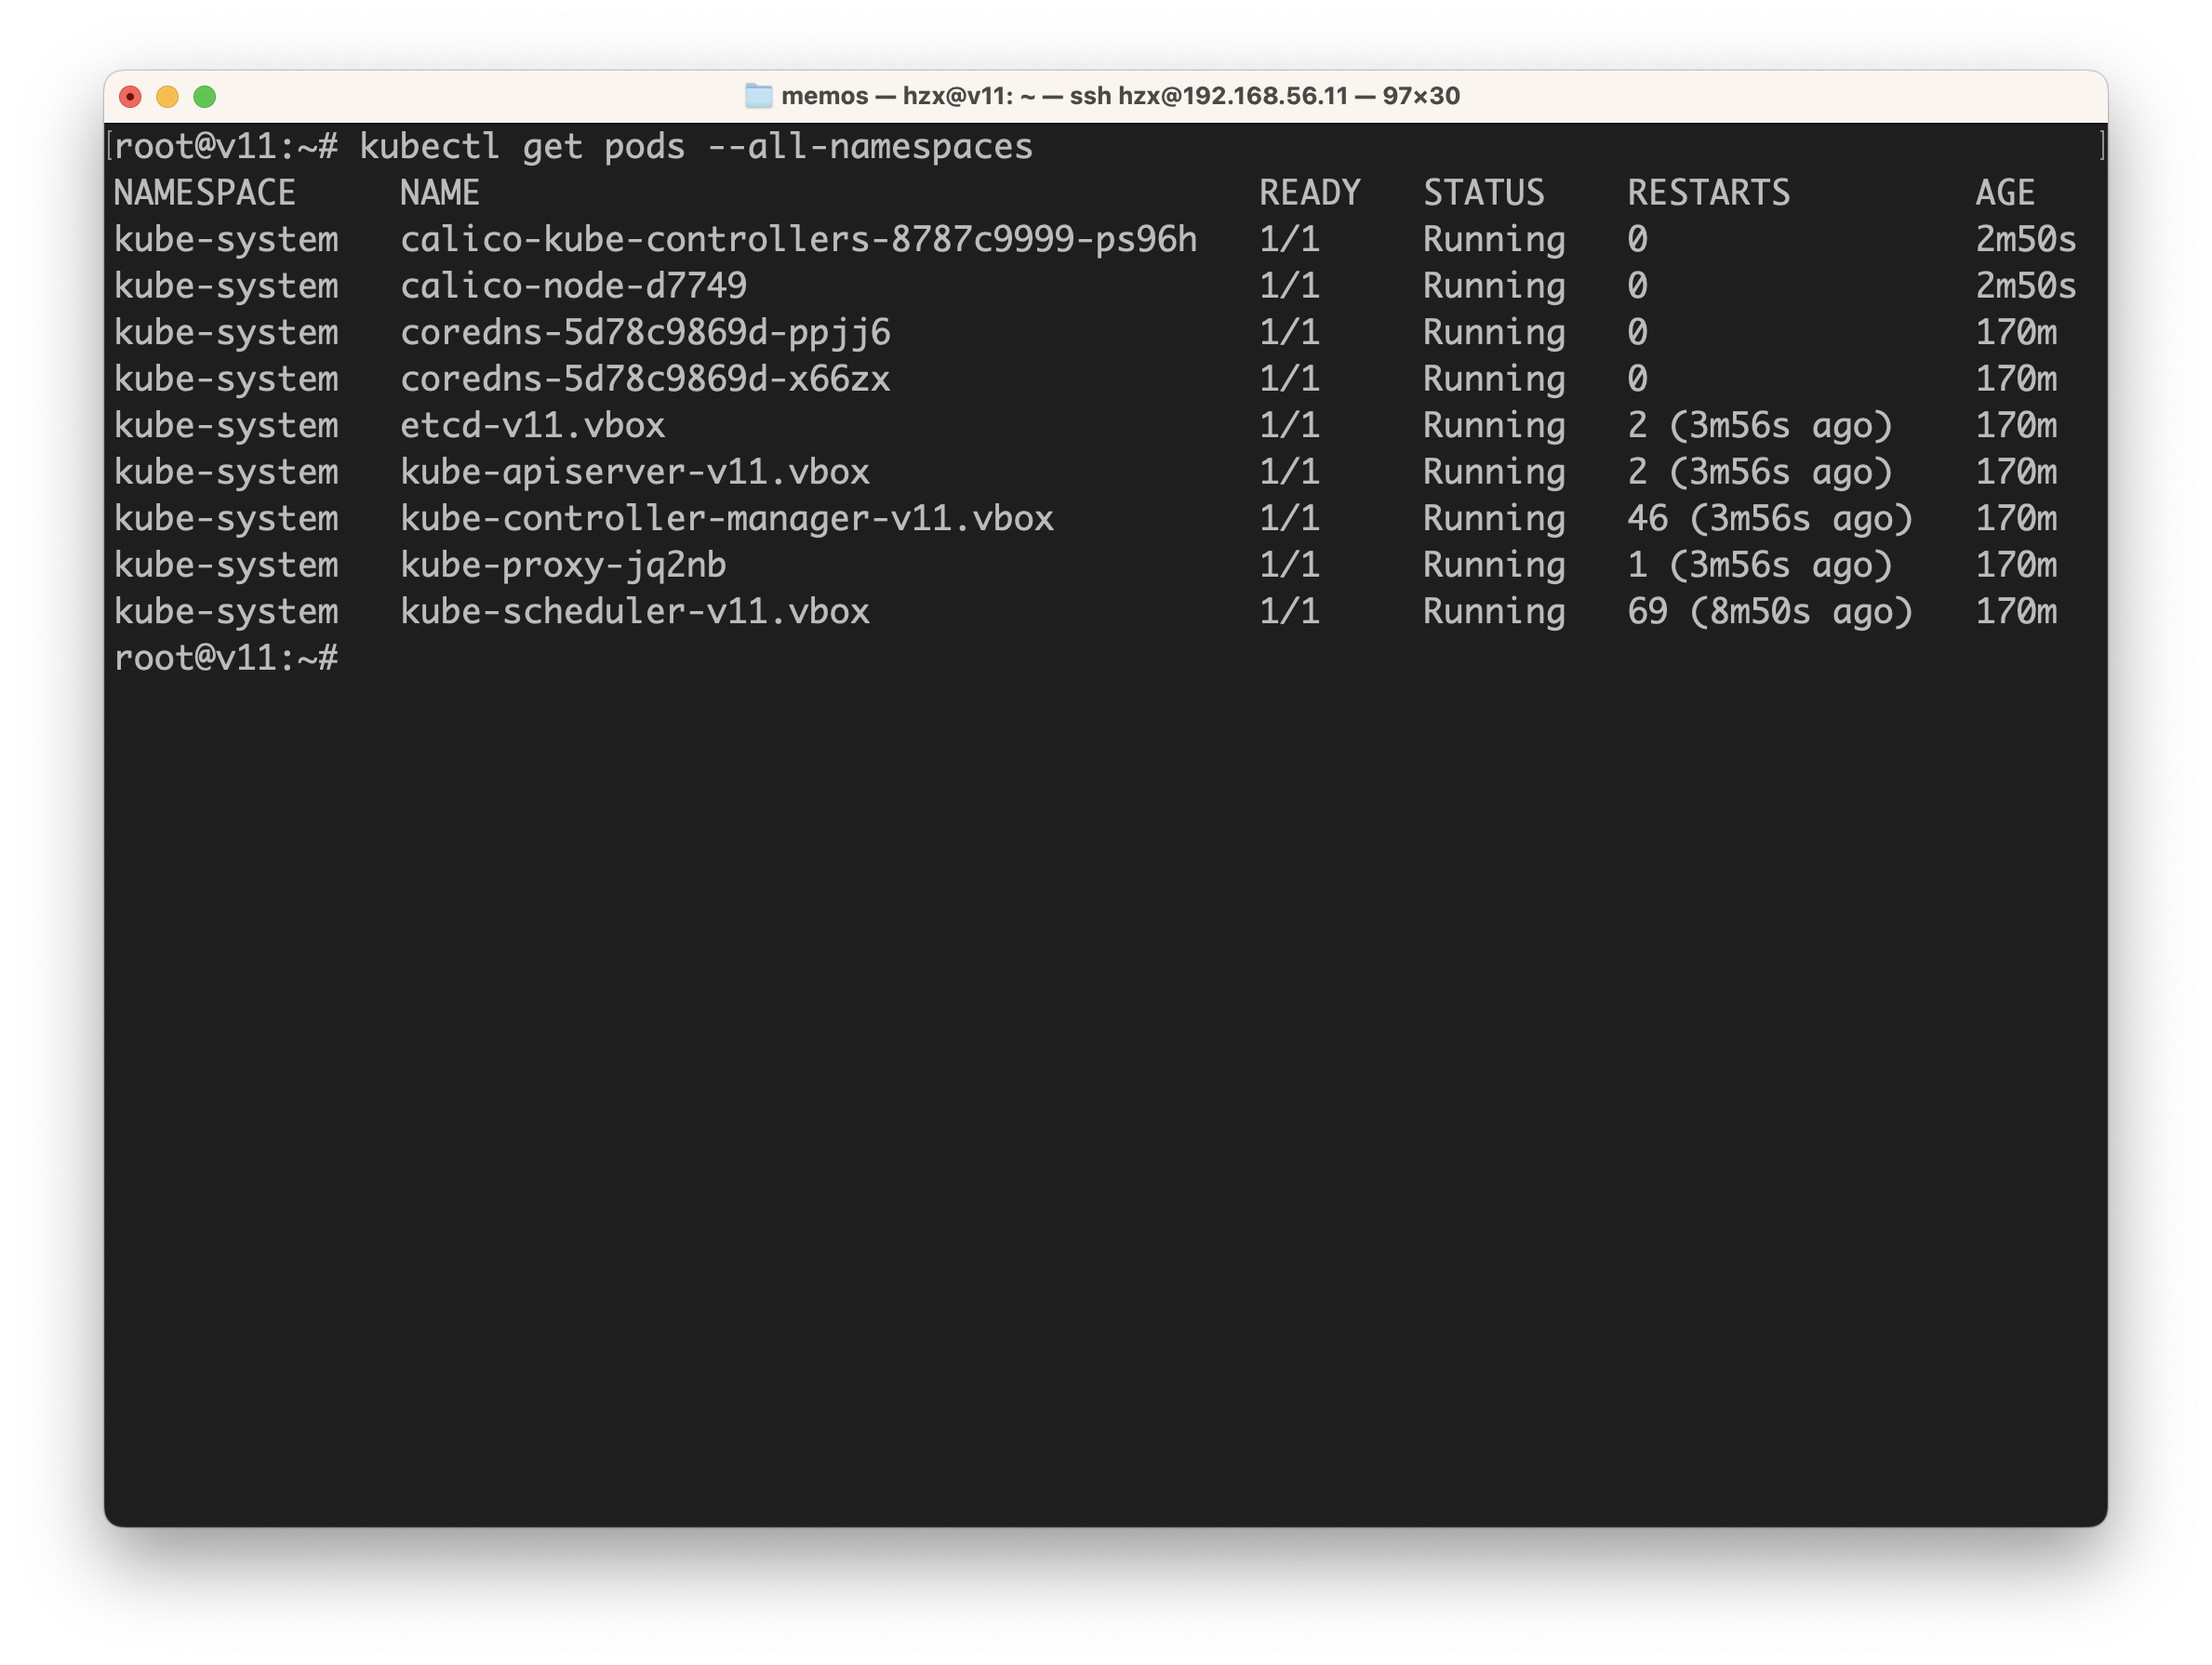 memos — hzx@v11: ~ — ssh hzx@192.168.56.11 — 97×30
[root@v11:~# kubectl get pods --all-namespaces ]
NAMESPACE     NAME                                      READY   STATUS    RESTARTS         AGE
kube-system   calico-kube-controllers-8787c9999-ps96h   1/1     Running   0                2m50s
kube-system   calico-node-d7749                         1/1     Running   0                2m50s
kube-system   coredns-5d78c9869d-ppjj6                  1/1     Running   0                170m
kube-system   coredns-5d78c9869d-x66zx                  1/1     Running   0                170m
kube-system   etcd-v11.vbox                             1/1     Running   2 (3m56s ago)    170m
kube-system   kube-apiserver-v11.vbox                   1/1     Running   2 (3m56s ago)    170m
kube-system   kube-controller-manager-v11.vbox          1/1     Running   46 (3m56s ago)   170m
kube-system   kube-proxy-jq2nb                          1/1     Running   1 (3m56s ago)    170m
kube-system   kube-scheduler-v11.vbox                   1/1     Running   69 (8m50s ago)   170m
root@v11:~#